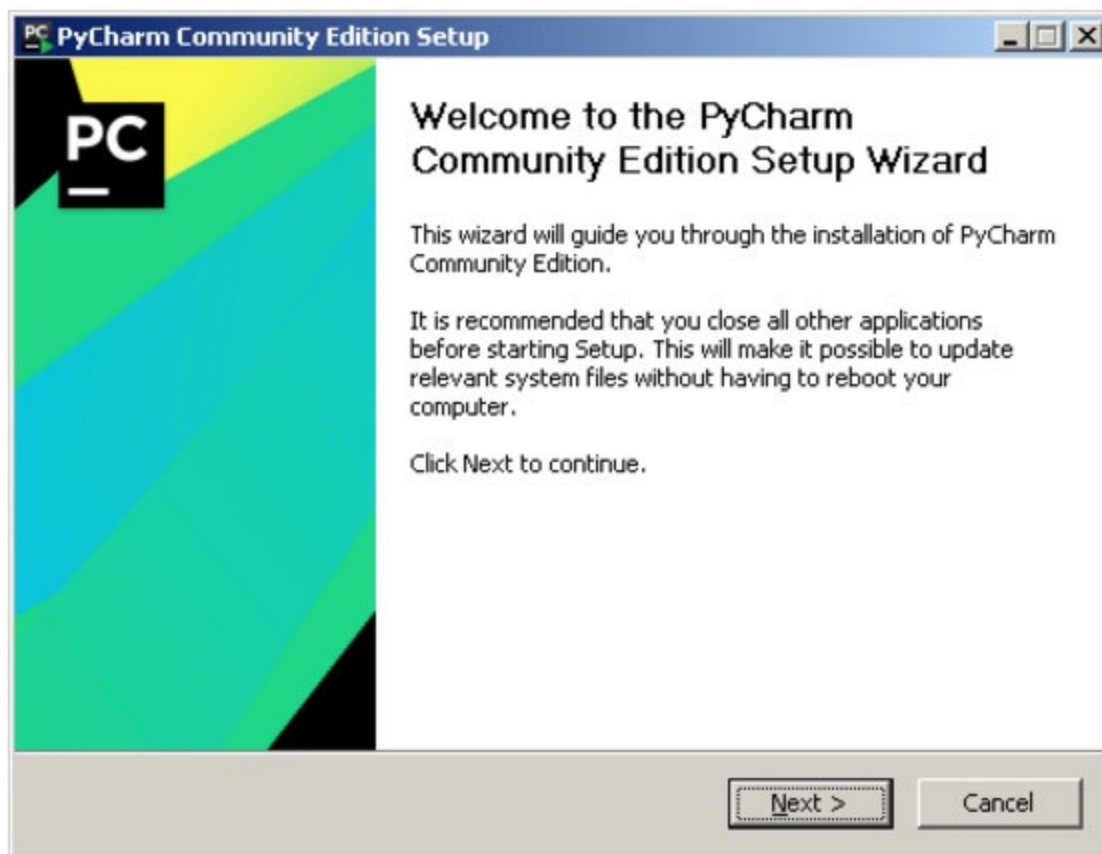 PyCharm Community Edition Setup
PC
Welcome to the PyCharm
Community Edition Setup Wizard
This wizard will guide you through the installation of PyCharm
Community Edition.
It is recommended that you close all other applications
before starting Setup. This will make it possible to update
relevant system files without having to reboot your
computer.
Click Next to continue.
Next >
Cancel